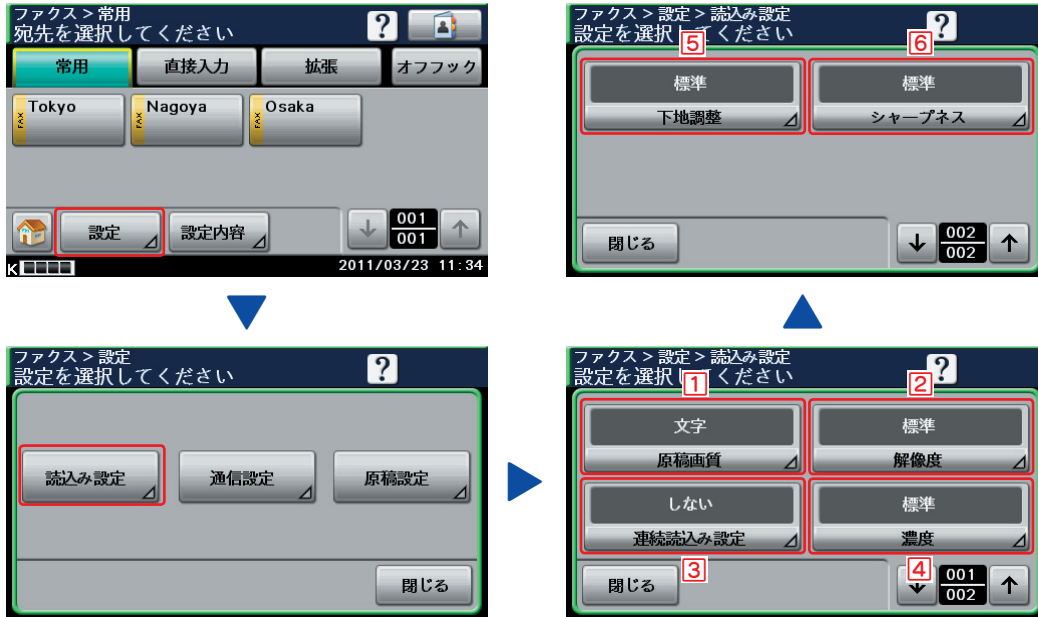 ファクス > 常用
宛先を選択してください
?
常用 直接入力 拡張 オフフック
FAX Tokyo FAX Nagoya FAX Osaka
設定 設定内容 001
001
K 2011/03/23 11:34
ファクス > 設定
設定を選択してください
?
読込み設定 通信設定 原稿設定
閉じる
ファクス > 設定 > 読込み設定
設定を選択してください
?
1 2
文字 標準
原稿画質 解像度
しない 標準
連続読込み設定 濃度
3 4
閉じる 001
002
ファクス > 設定 > 読込み設定
設定を選択てください
?
5 6
標準 標準
下地調整 シャープネス
閉じる 002
002